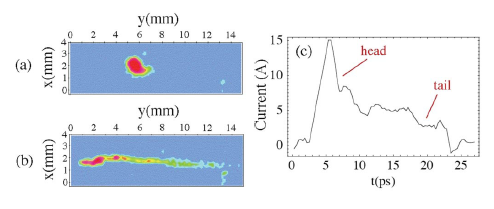 y(mm)
0 2 4 6 8 10 12 14
(a)
x(mm)
4
3
2
1
0
y(mm)
0 2 4 6 8 10 12 14
(b)
x(mm)
4
3
2
1
0
(c)
head
tail
Current (A)
15
10
5
0
0 5 10 15 20 25
t(ps)